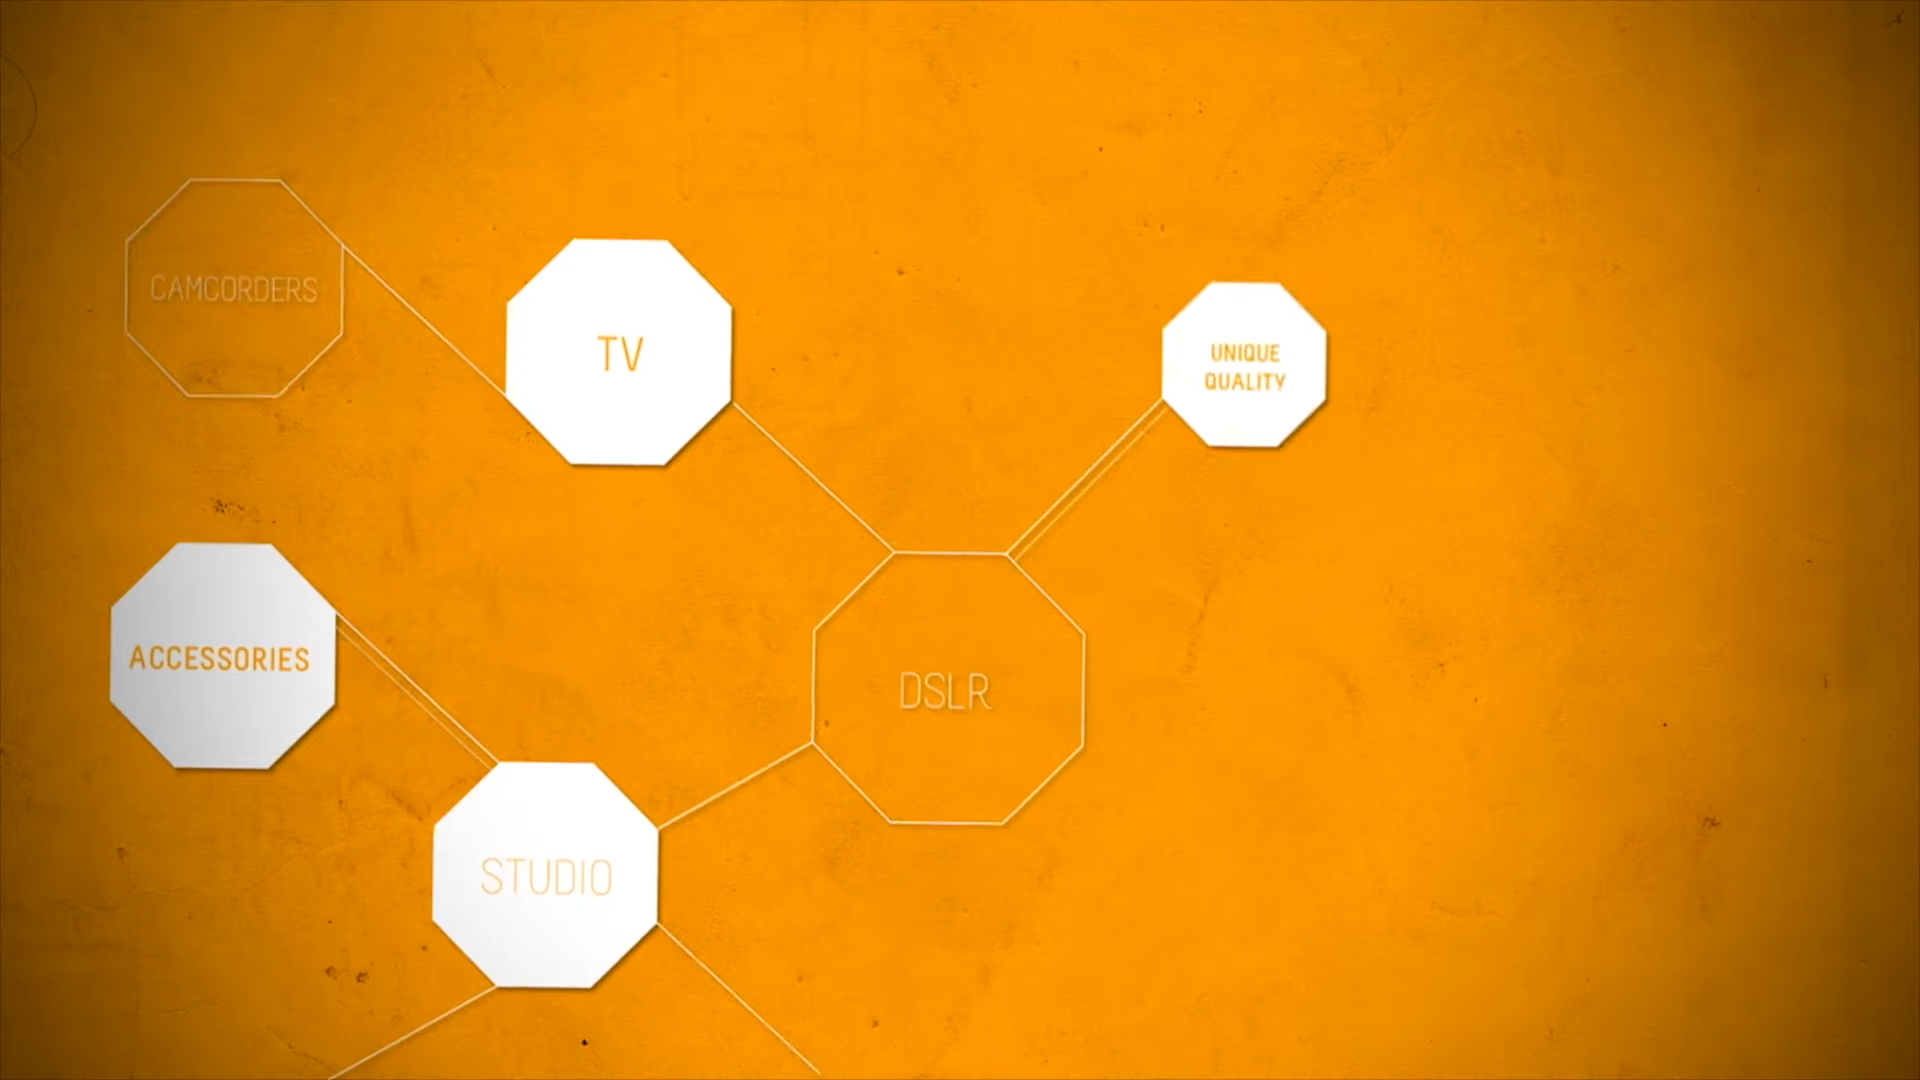 CAMCORDERS
TV
UNIQUE
QUALITY
ACCESSORIES
DSLR
STUDIO